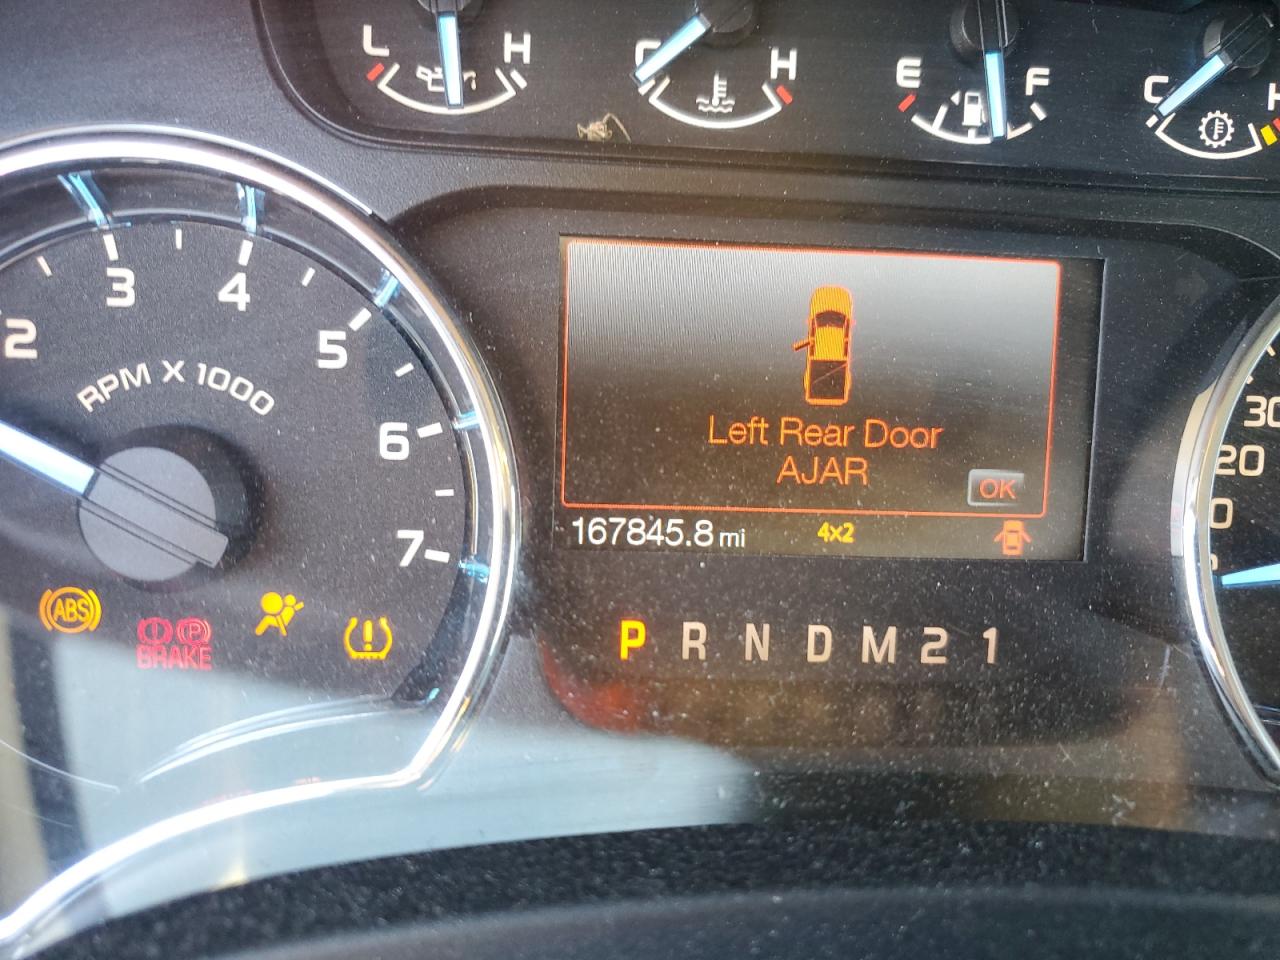 L H
C H
E F
C H
2 3 4 5 6 7
RPM X 1000
Left Rear Door
AJAR
OK
167845.8 mi 4x2
30
20
0
ABS
P
BRAKE
P R N D M 2 1